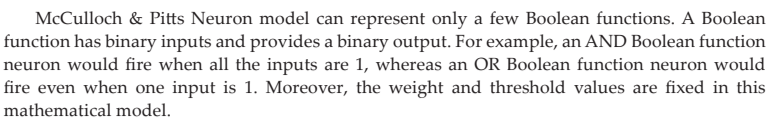 McCulloch & Pitts Neuron model can represent only a few Boolean functions. A Boolean
function has binary inputs and provides a binary output. For example, an AND Boolean function
neuron would fire when all the inputs are 1, whereas an OR Boolean function neuron would
fire even when one input is 1. Moreover, the weight and threshold values are fixed in this
mathematical model.